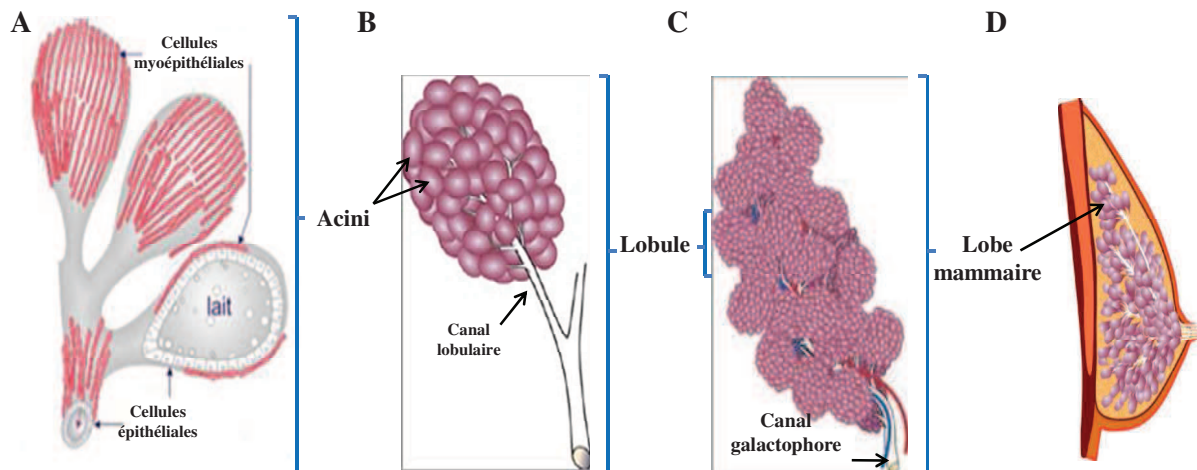 A
B
C
D
Cellules
myoépithéliales
lait
Cellules
épithéliales
Acini
Canal
lobulaire
Lobule
Canal
galactophore
Lobe
mammaire